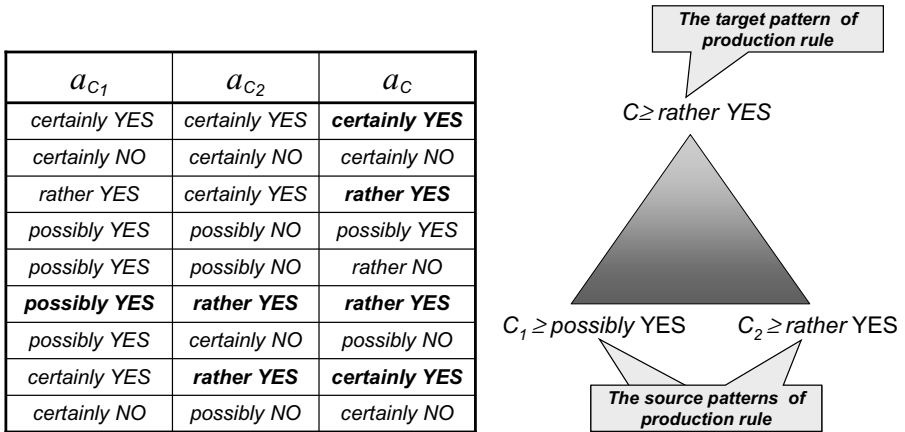 a_C1 a_C2 a_C
certainly YES certainly YES certainly YES
certainly NO certainly NO certainly NO
rather YES certainly YES rather YES
possibly YES possibly NO possibly YES
possibly YES possibly NO rather NO
possibly YES rather YES rather YES
possibly YES certainly NO possibly NO
certainly YES rather YES certainly YES
certainly NO possibly NO certainly NO
The target pattern of
production rule
C≥ rather YES
C1 ≥ possibly YES C2 ≥ rather YES
The source patterns of
production rule